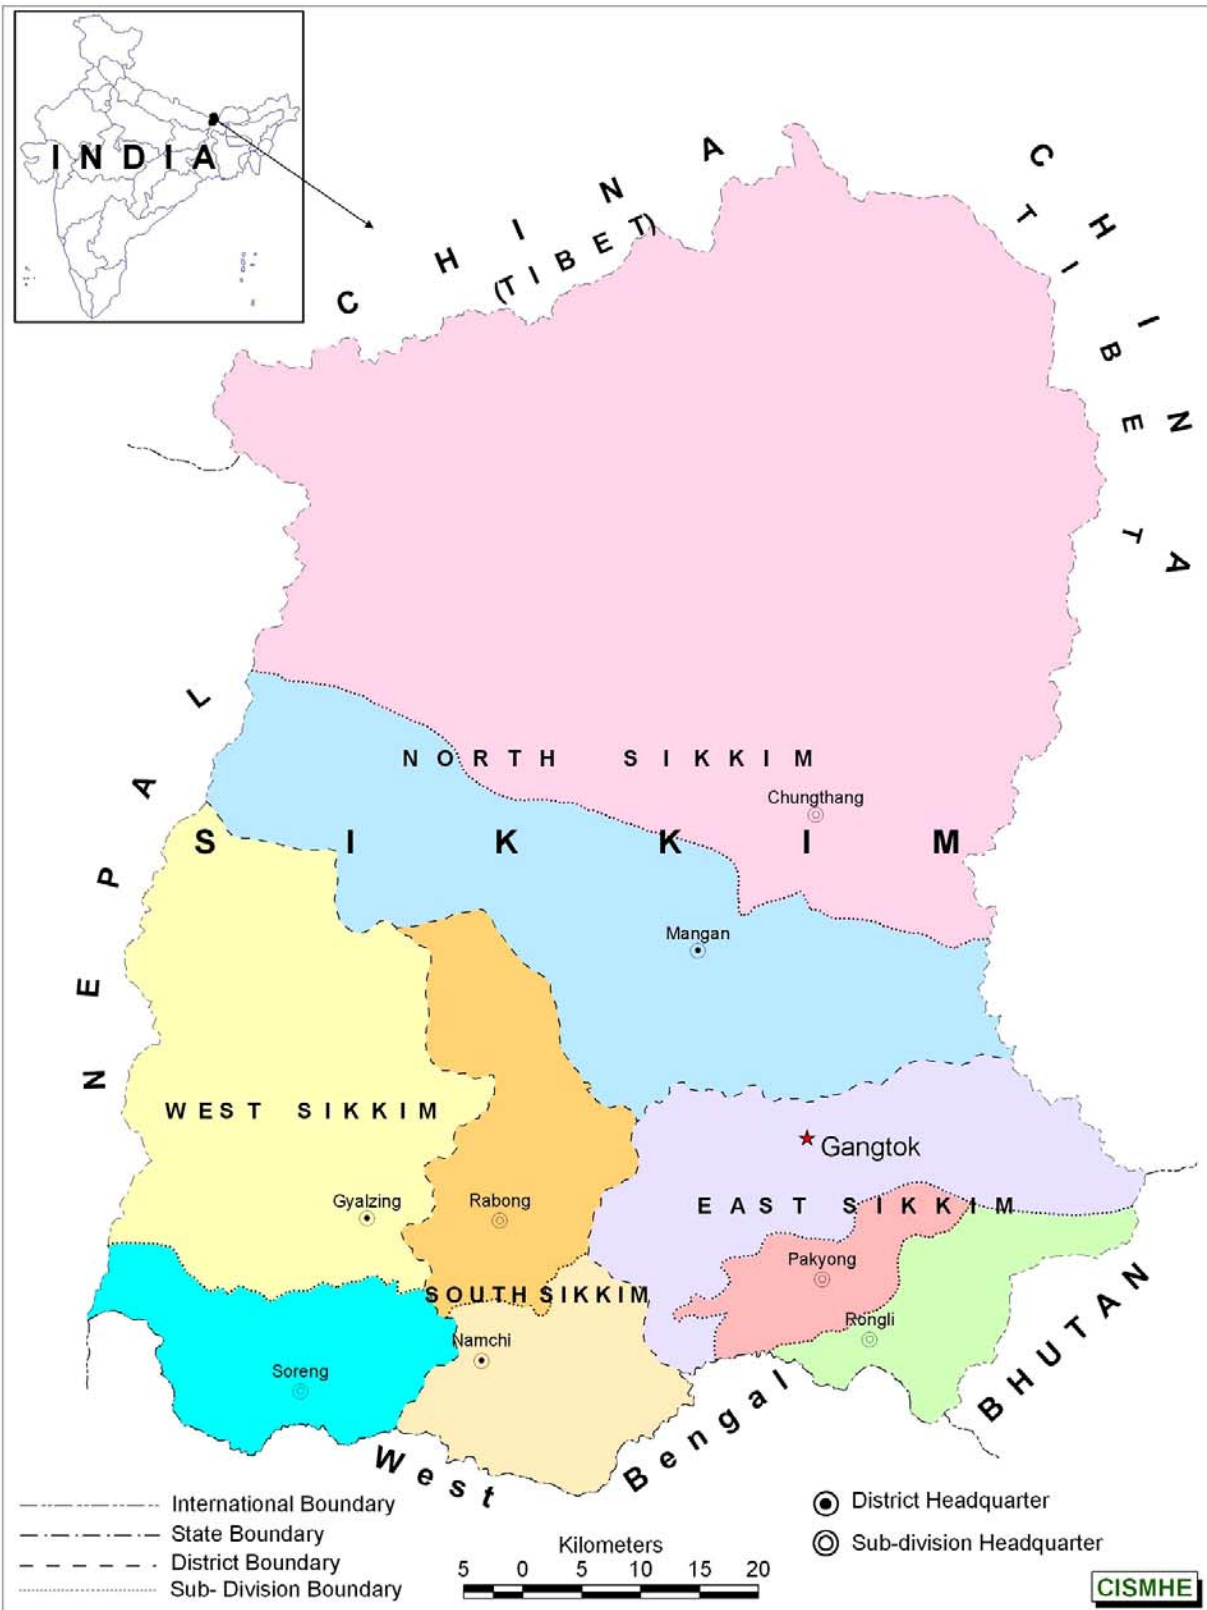 INDIA
CHINA
(TIBET)
CHINA
TIBET
NEPAL
NORTH SIKKIM
Chungthang
SIKKIM
Mangan
WEST SIKKIM
Gangtok
Gyalzing
Rabong
EAST SIKKIM
Pakyong
SOUTH SIKKIM
Rongli
Namchi
Soreng
BHUTAN
West Bengal
International Boundary
State Boundary
District Boundary
Sub- Division Boundary
Kilometers
5 0 5 10 15 20
District Headquarter
Sub-division Headquarter
CISMHE